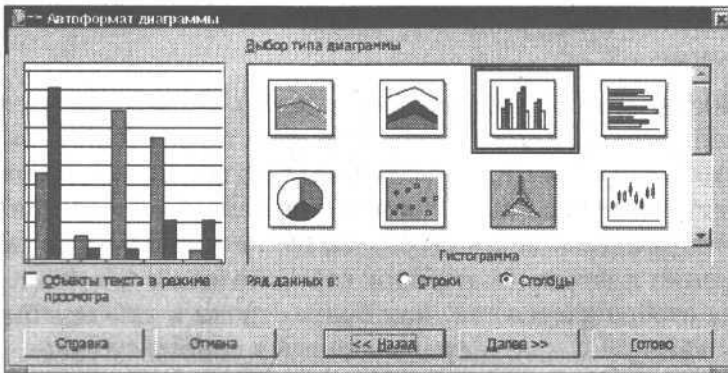 Автоформат диаграммы
Выбор типа диаграммы
Гистограмма
Объекты текста в режиме
просмотра
Ряд данных в:
Строки
Столбцы
Справка
Отмена
<< Назад
Далее >>
Готово